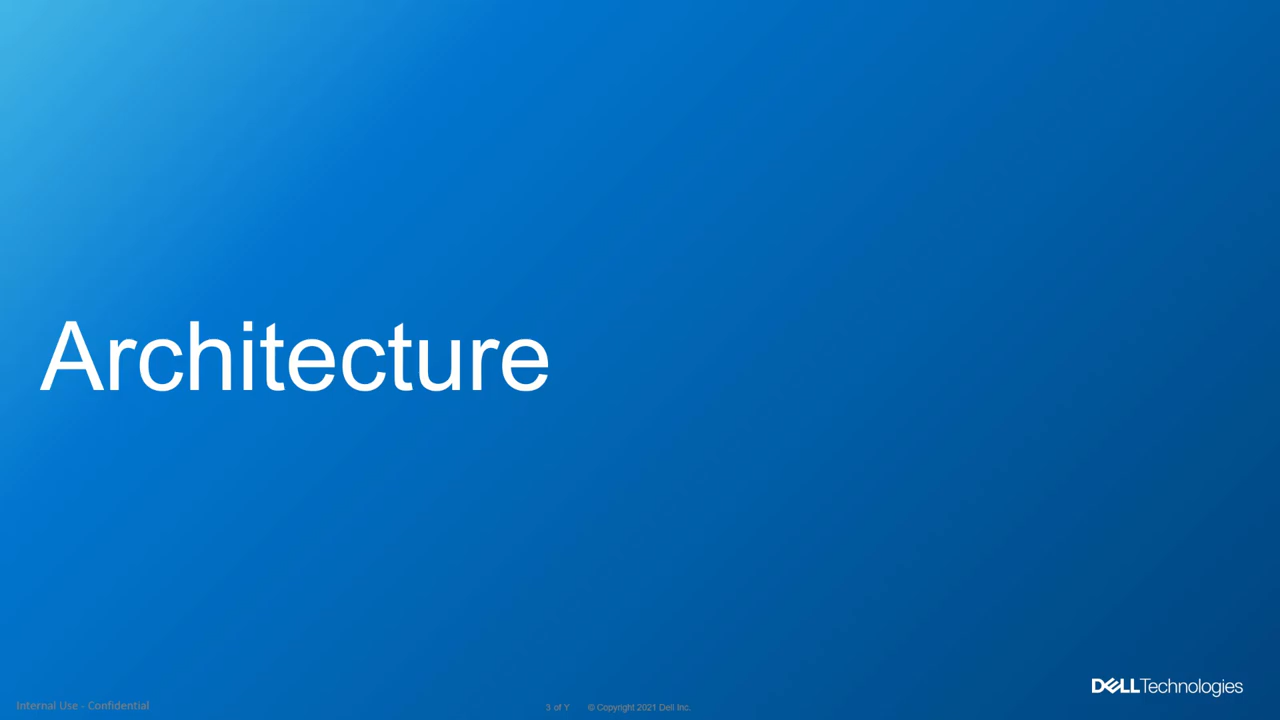 Architecture
DELLTechnologies
Internal Use - Confidential
3 of Y © Copyright 2021 Dell Inc.